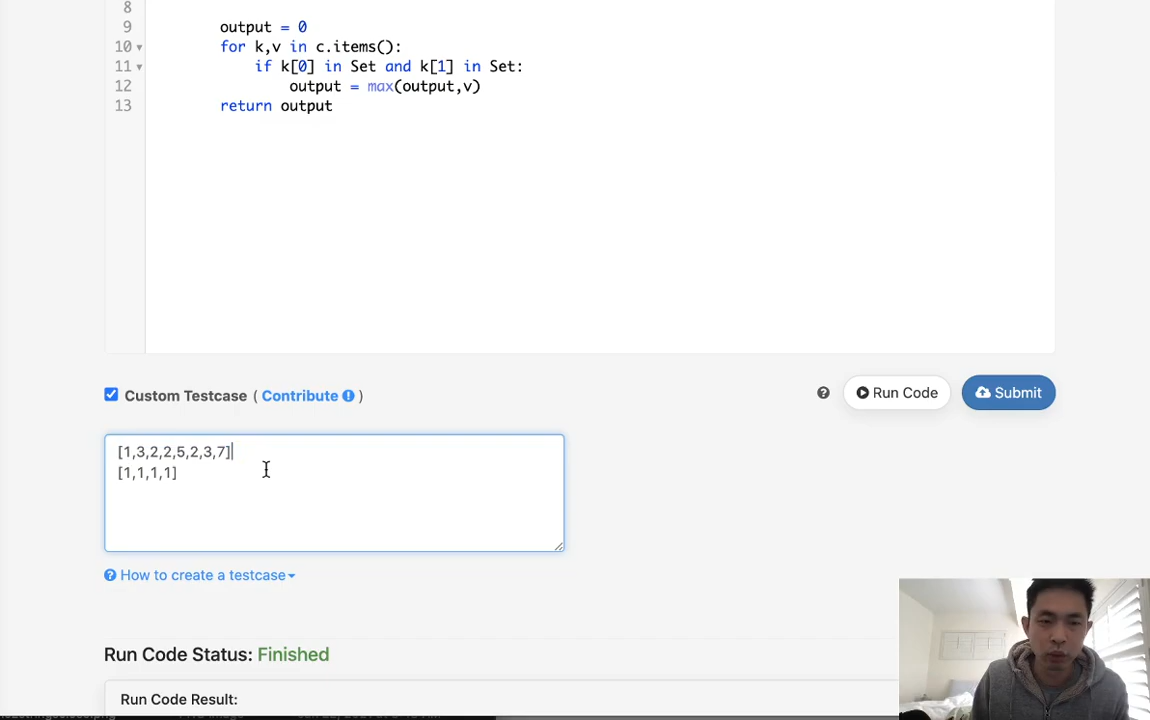 8
9 output = 0
10 for k,v in c.items():
11 if k[0] in Set and k[1] in Set:
12 output = max(output,v)
13 return output
Custom Testcase ( Contribute )
Run Code
Submit
[1,3,2,2,5,2,3,7]
[1,1,1,1]
How to create a testcase
Run Code Status: Finished
Run Code Result: